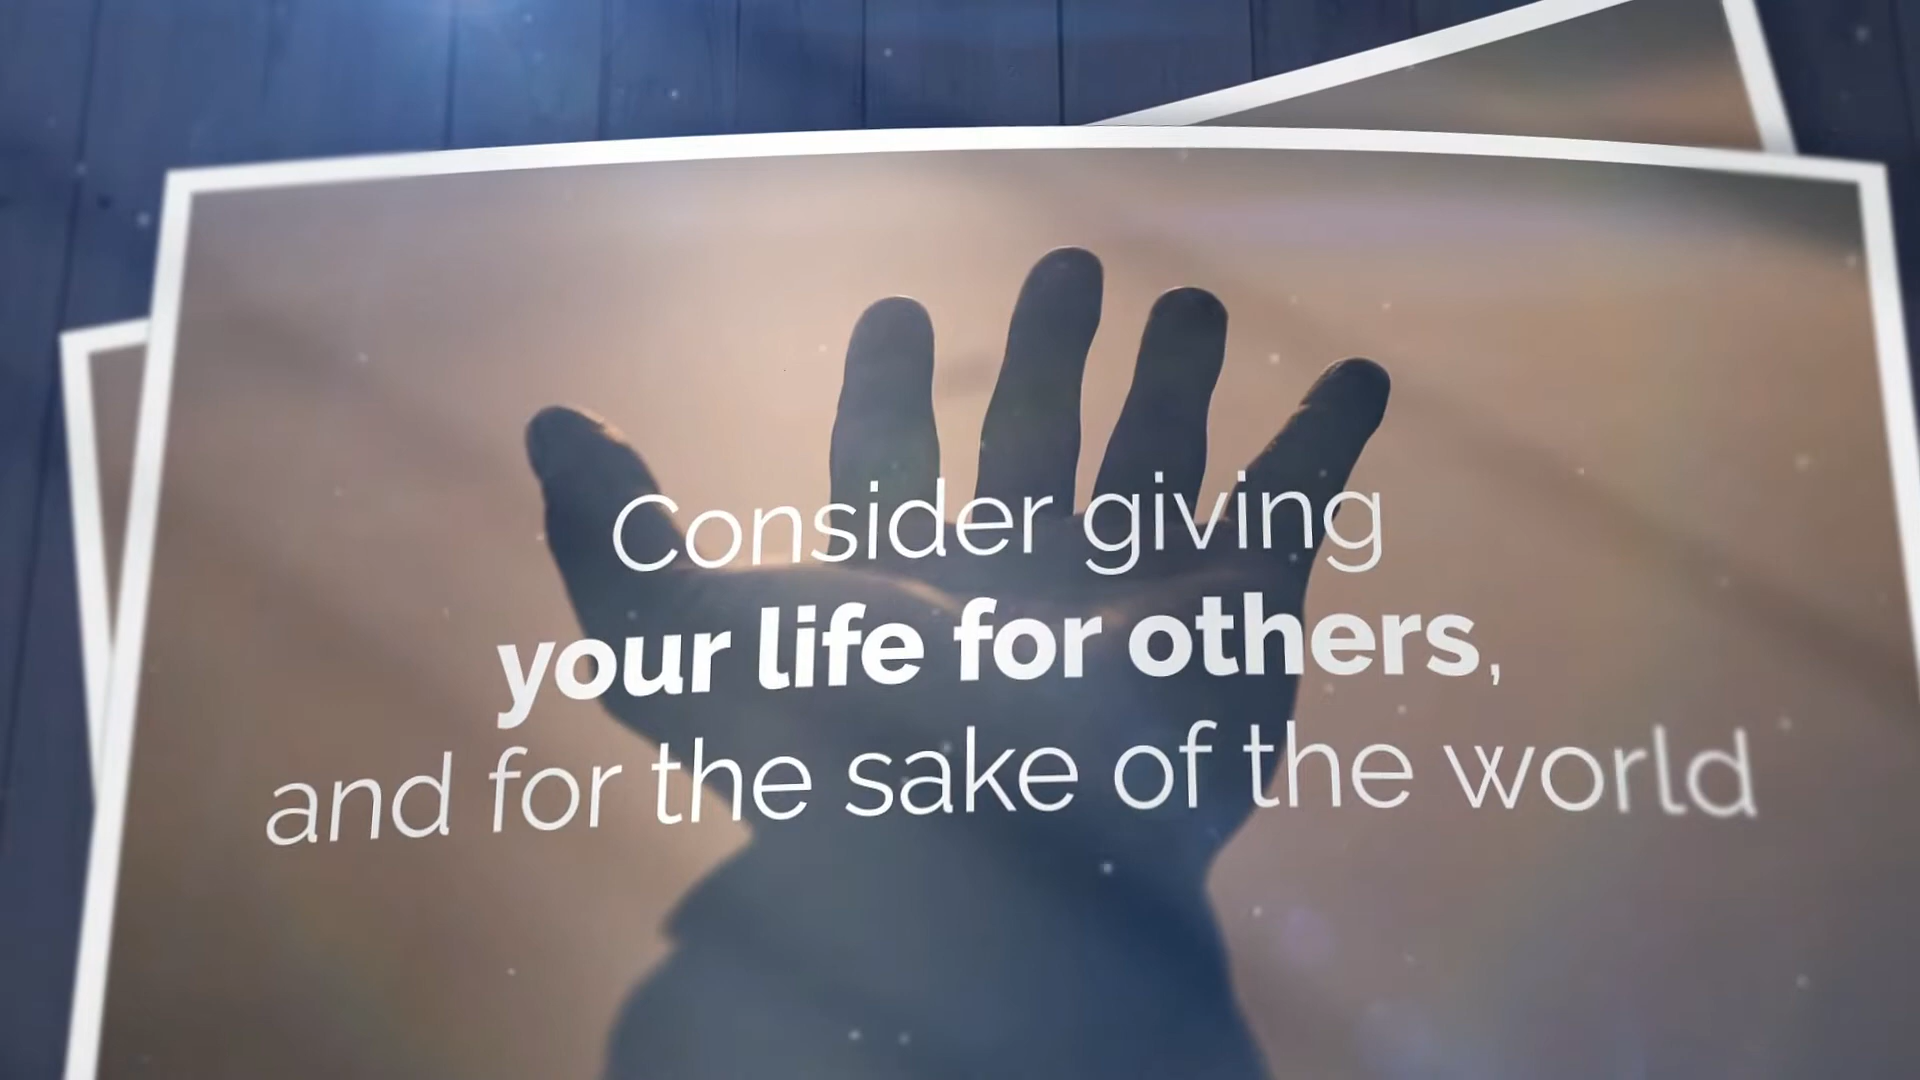 Consider giving
your life for others,
and for the sake of the world